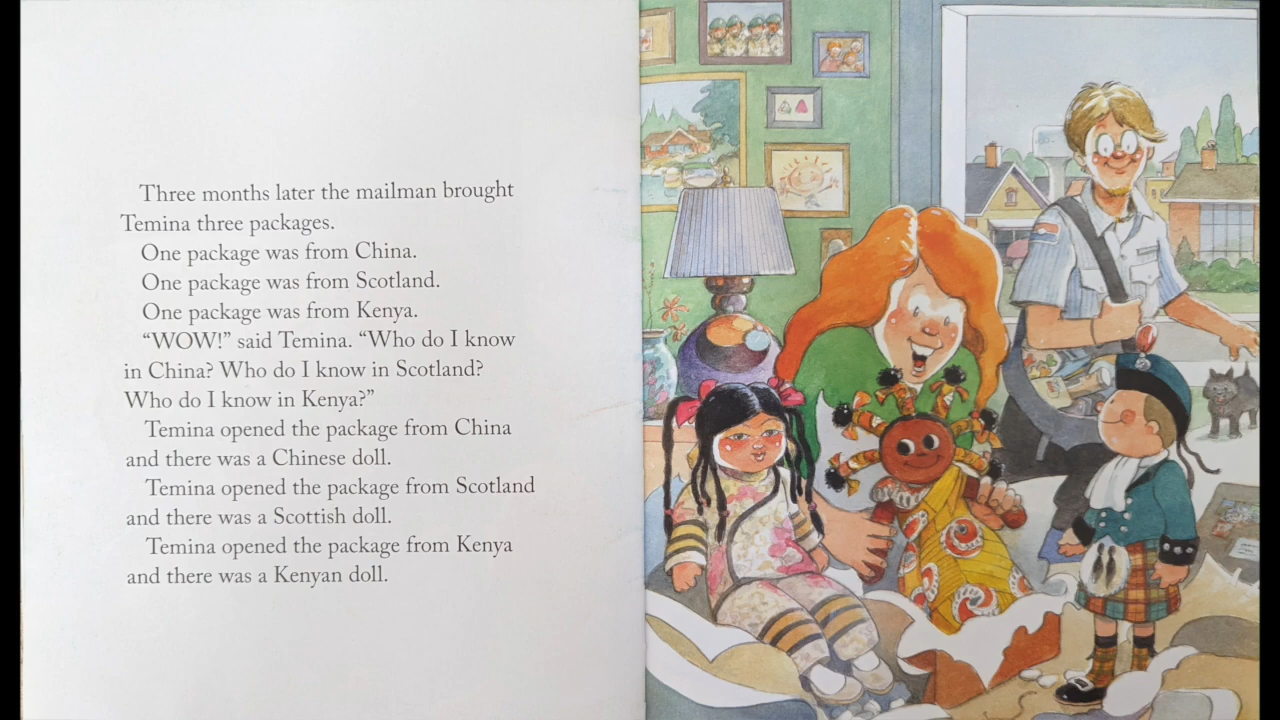 Three months later the mailman brought
Temina three packages.
One package was from China.
One package was from Scotland.
One package was from Kenya.
“WOW!” said Temina. “Who do I know
in China? Who do I know in Scotland?
Who do I know in Kenya?”
Temina opened the package from China
and there was a Chinese doll.
Temina opened the package from Scotland
and there was a Scottish doll.
Temina opened the package from Kenya
and there was a Kenyan doll.